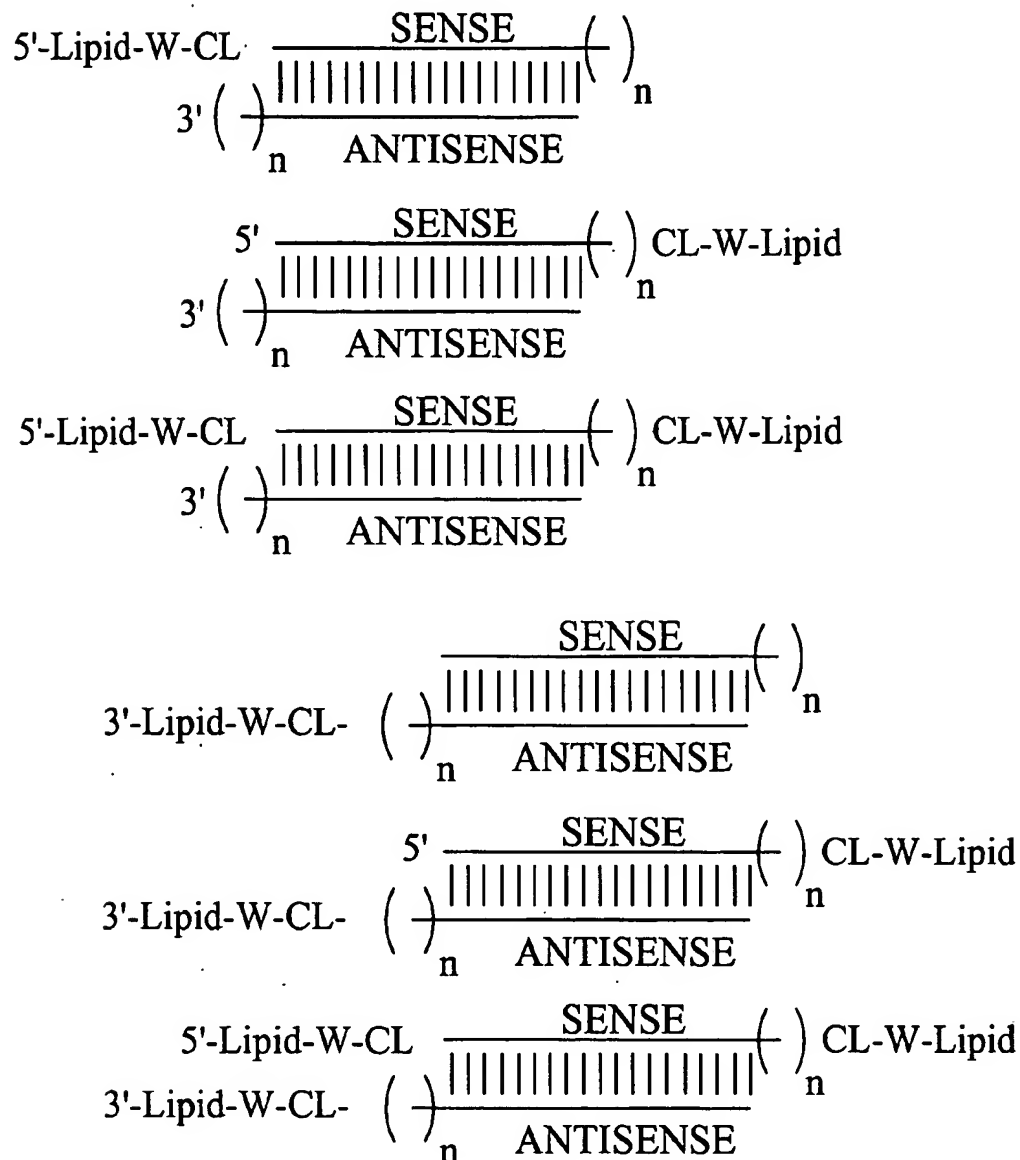 5'-Lipid-W-CL SENSE ( ) n
3' ( ) n ANTISENSE
5' SENSE ( ) n CL-W-Lipid
3' ( ) n ANTISENSE
5'-Lipid-W-CL SENSE ( ) n CL-W-Lipid
3' ( ) n ANTISENSE
SENSE ( ) n
3'-Lipid-W-CL- ( ) n ANTISENSE
5' SENSE ( ) n CL-W-Lipid
3'-Lipid-W-CL- ( ) n ANTISENSE
5'-Lipid-W-CL SENSE ( ) n CL-W-Lipid
3'-Lipid-W-CL- ( ) n ANTISENSE